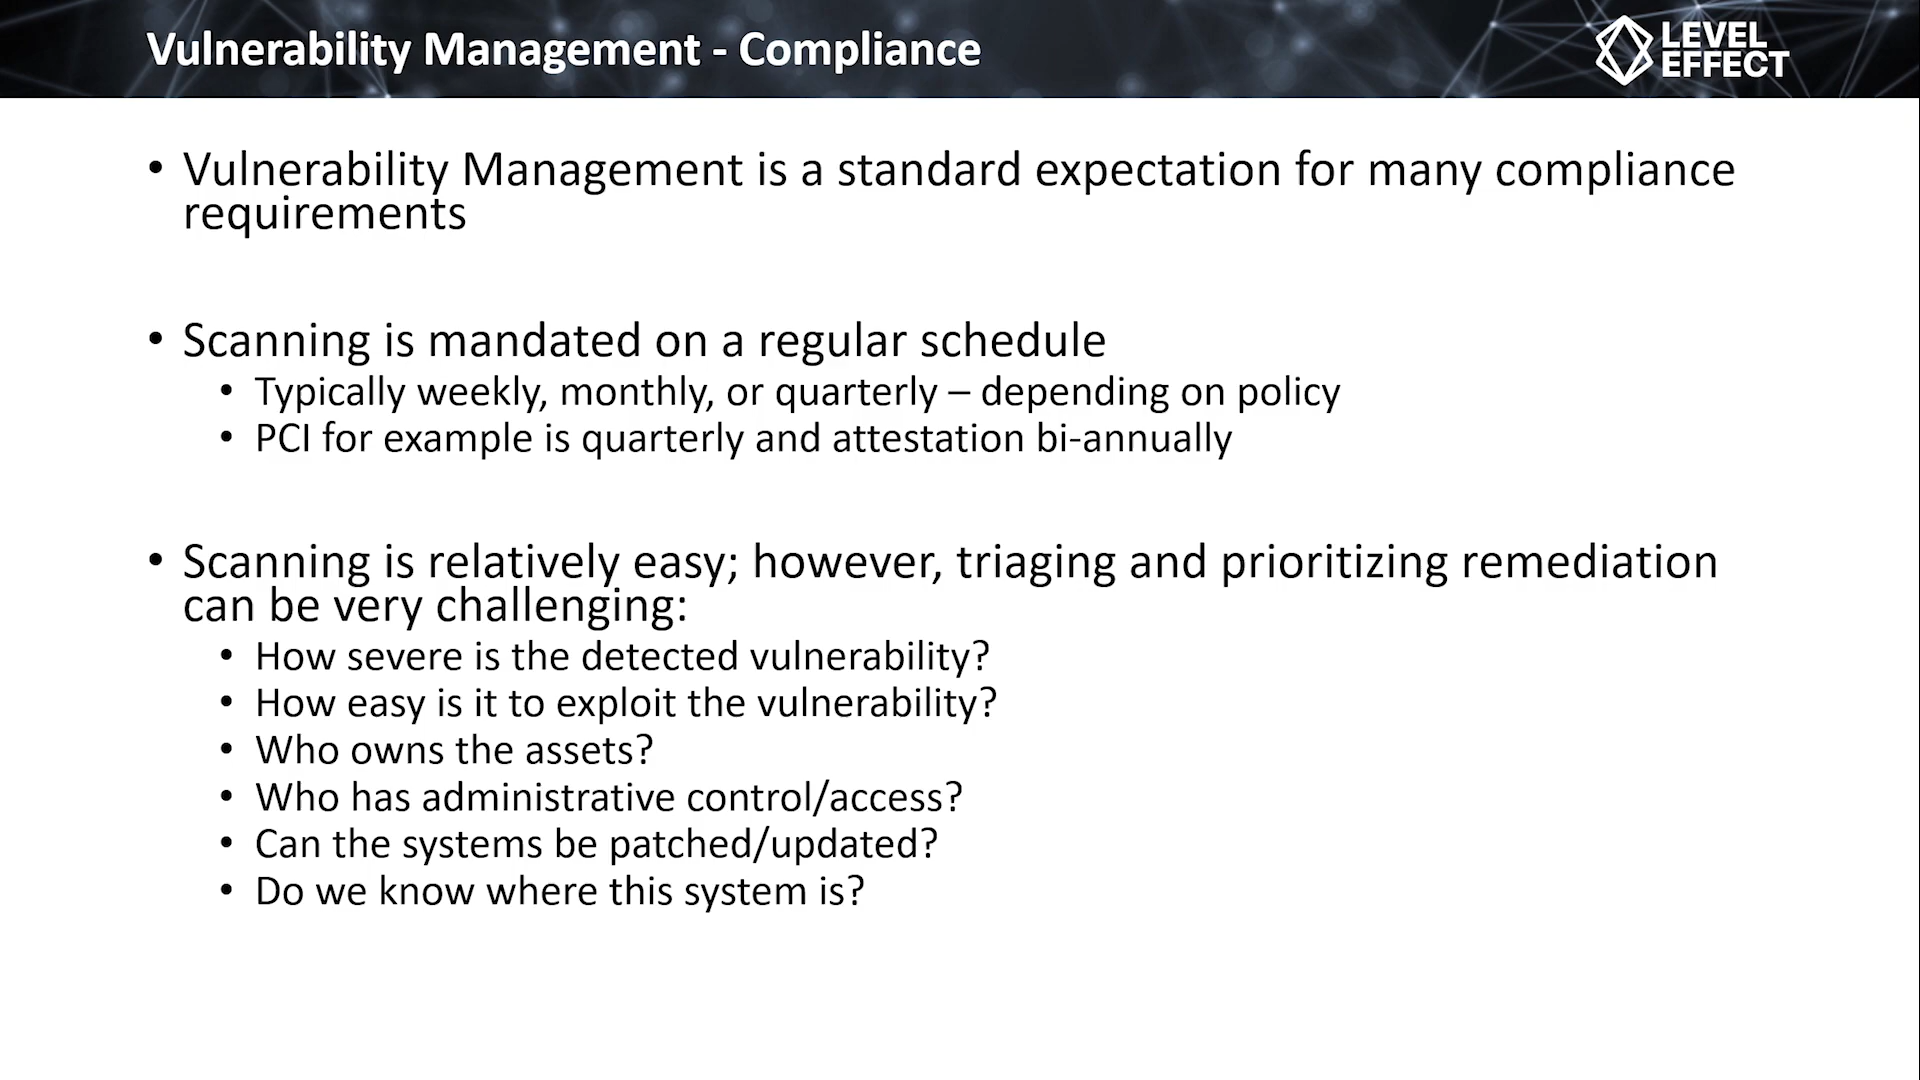 Vulnerability Management - Compliance
LEVEL
EFFECT
• Vulnerability Management is a standard expectation for many compliance
requirements
• Scanning is mandated on a regular schedule
• Typically weekly, monthly, or quarterly – depending on policy
• PCI for example is quarterly and attestation bi-annually
• Scanning is relatively easy; however, triaging and prioritizing remediation
can be very challenging:
• How severe is the detected vulnerability?
• How easy is it to exploit the vulnerability?
• Who owns the assets?
• Who has administrative control/access?
• Can the systems be patched/updated?
• Do we know where this system is?